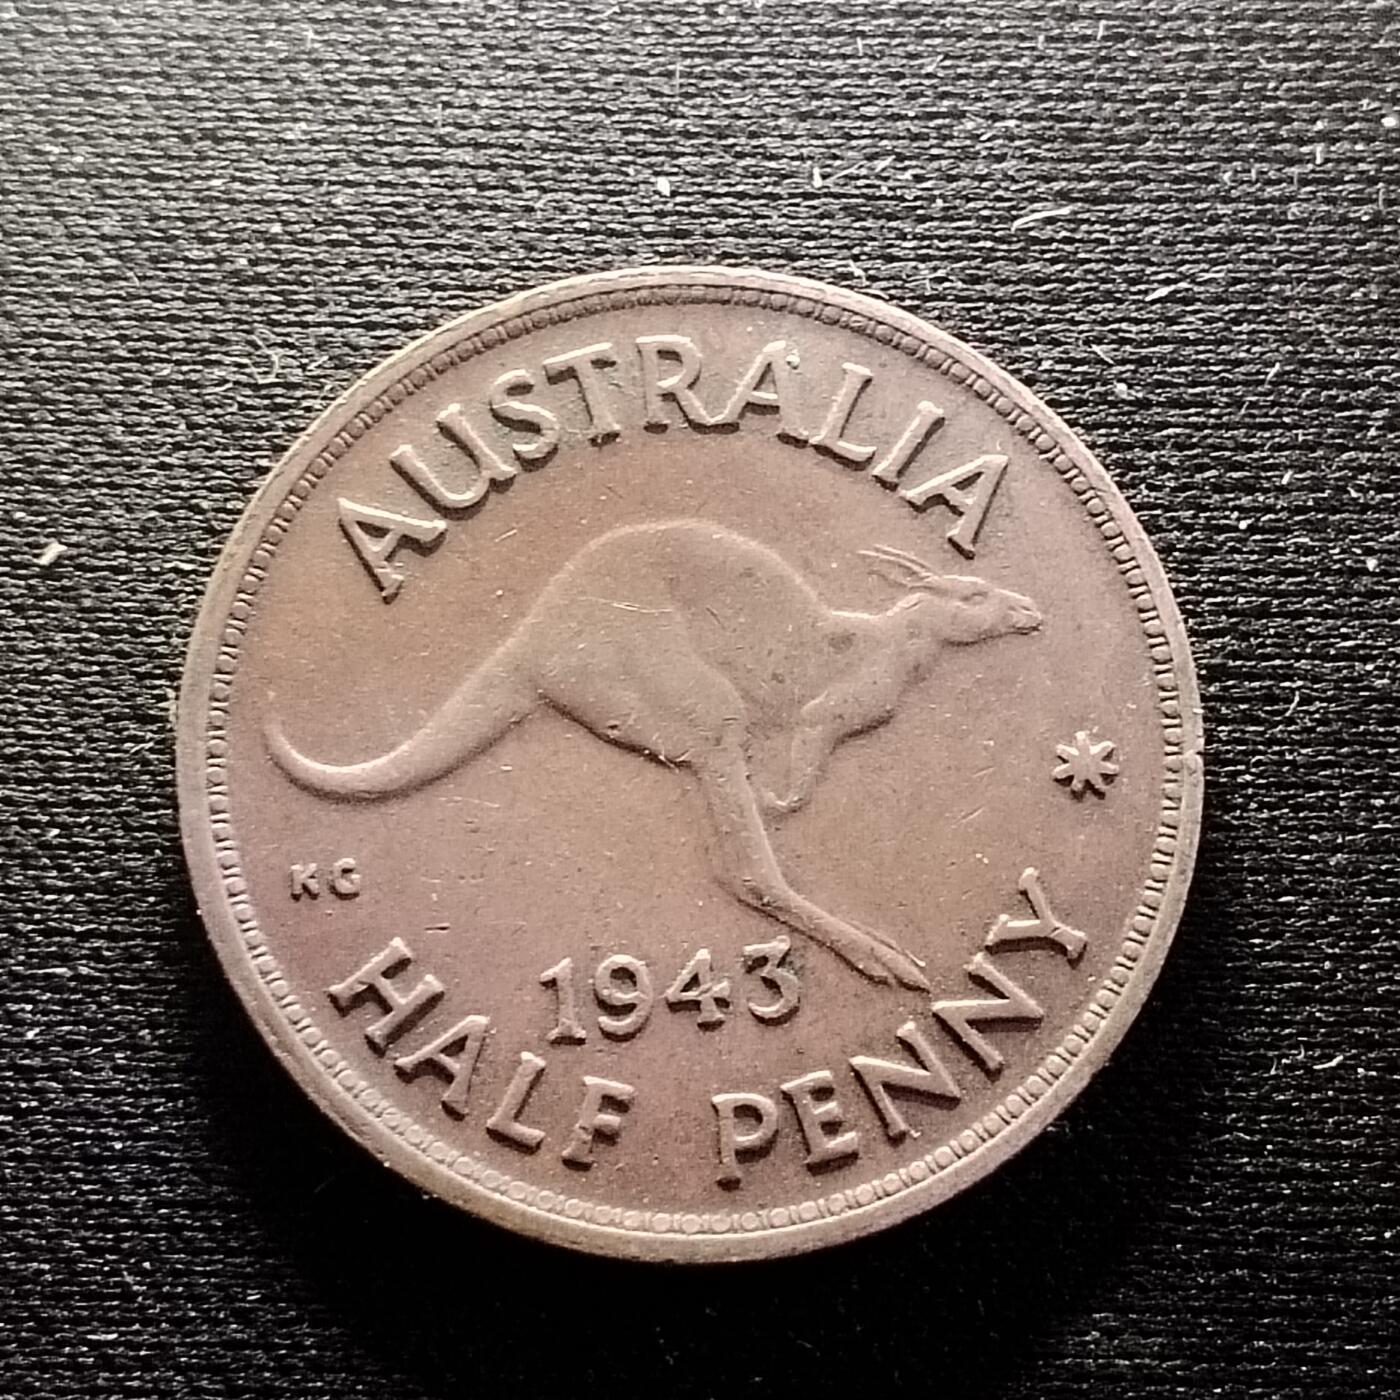 AUSTRALIA
KG
1943
HALF PENNY